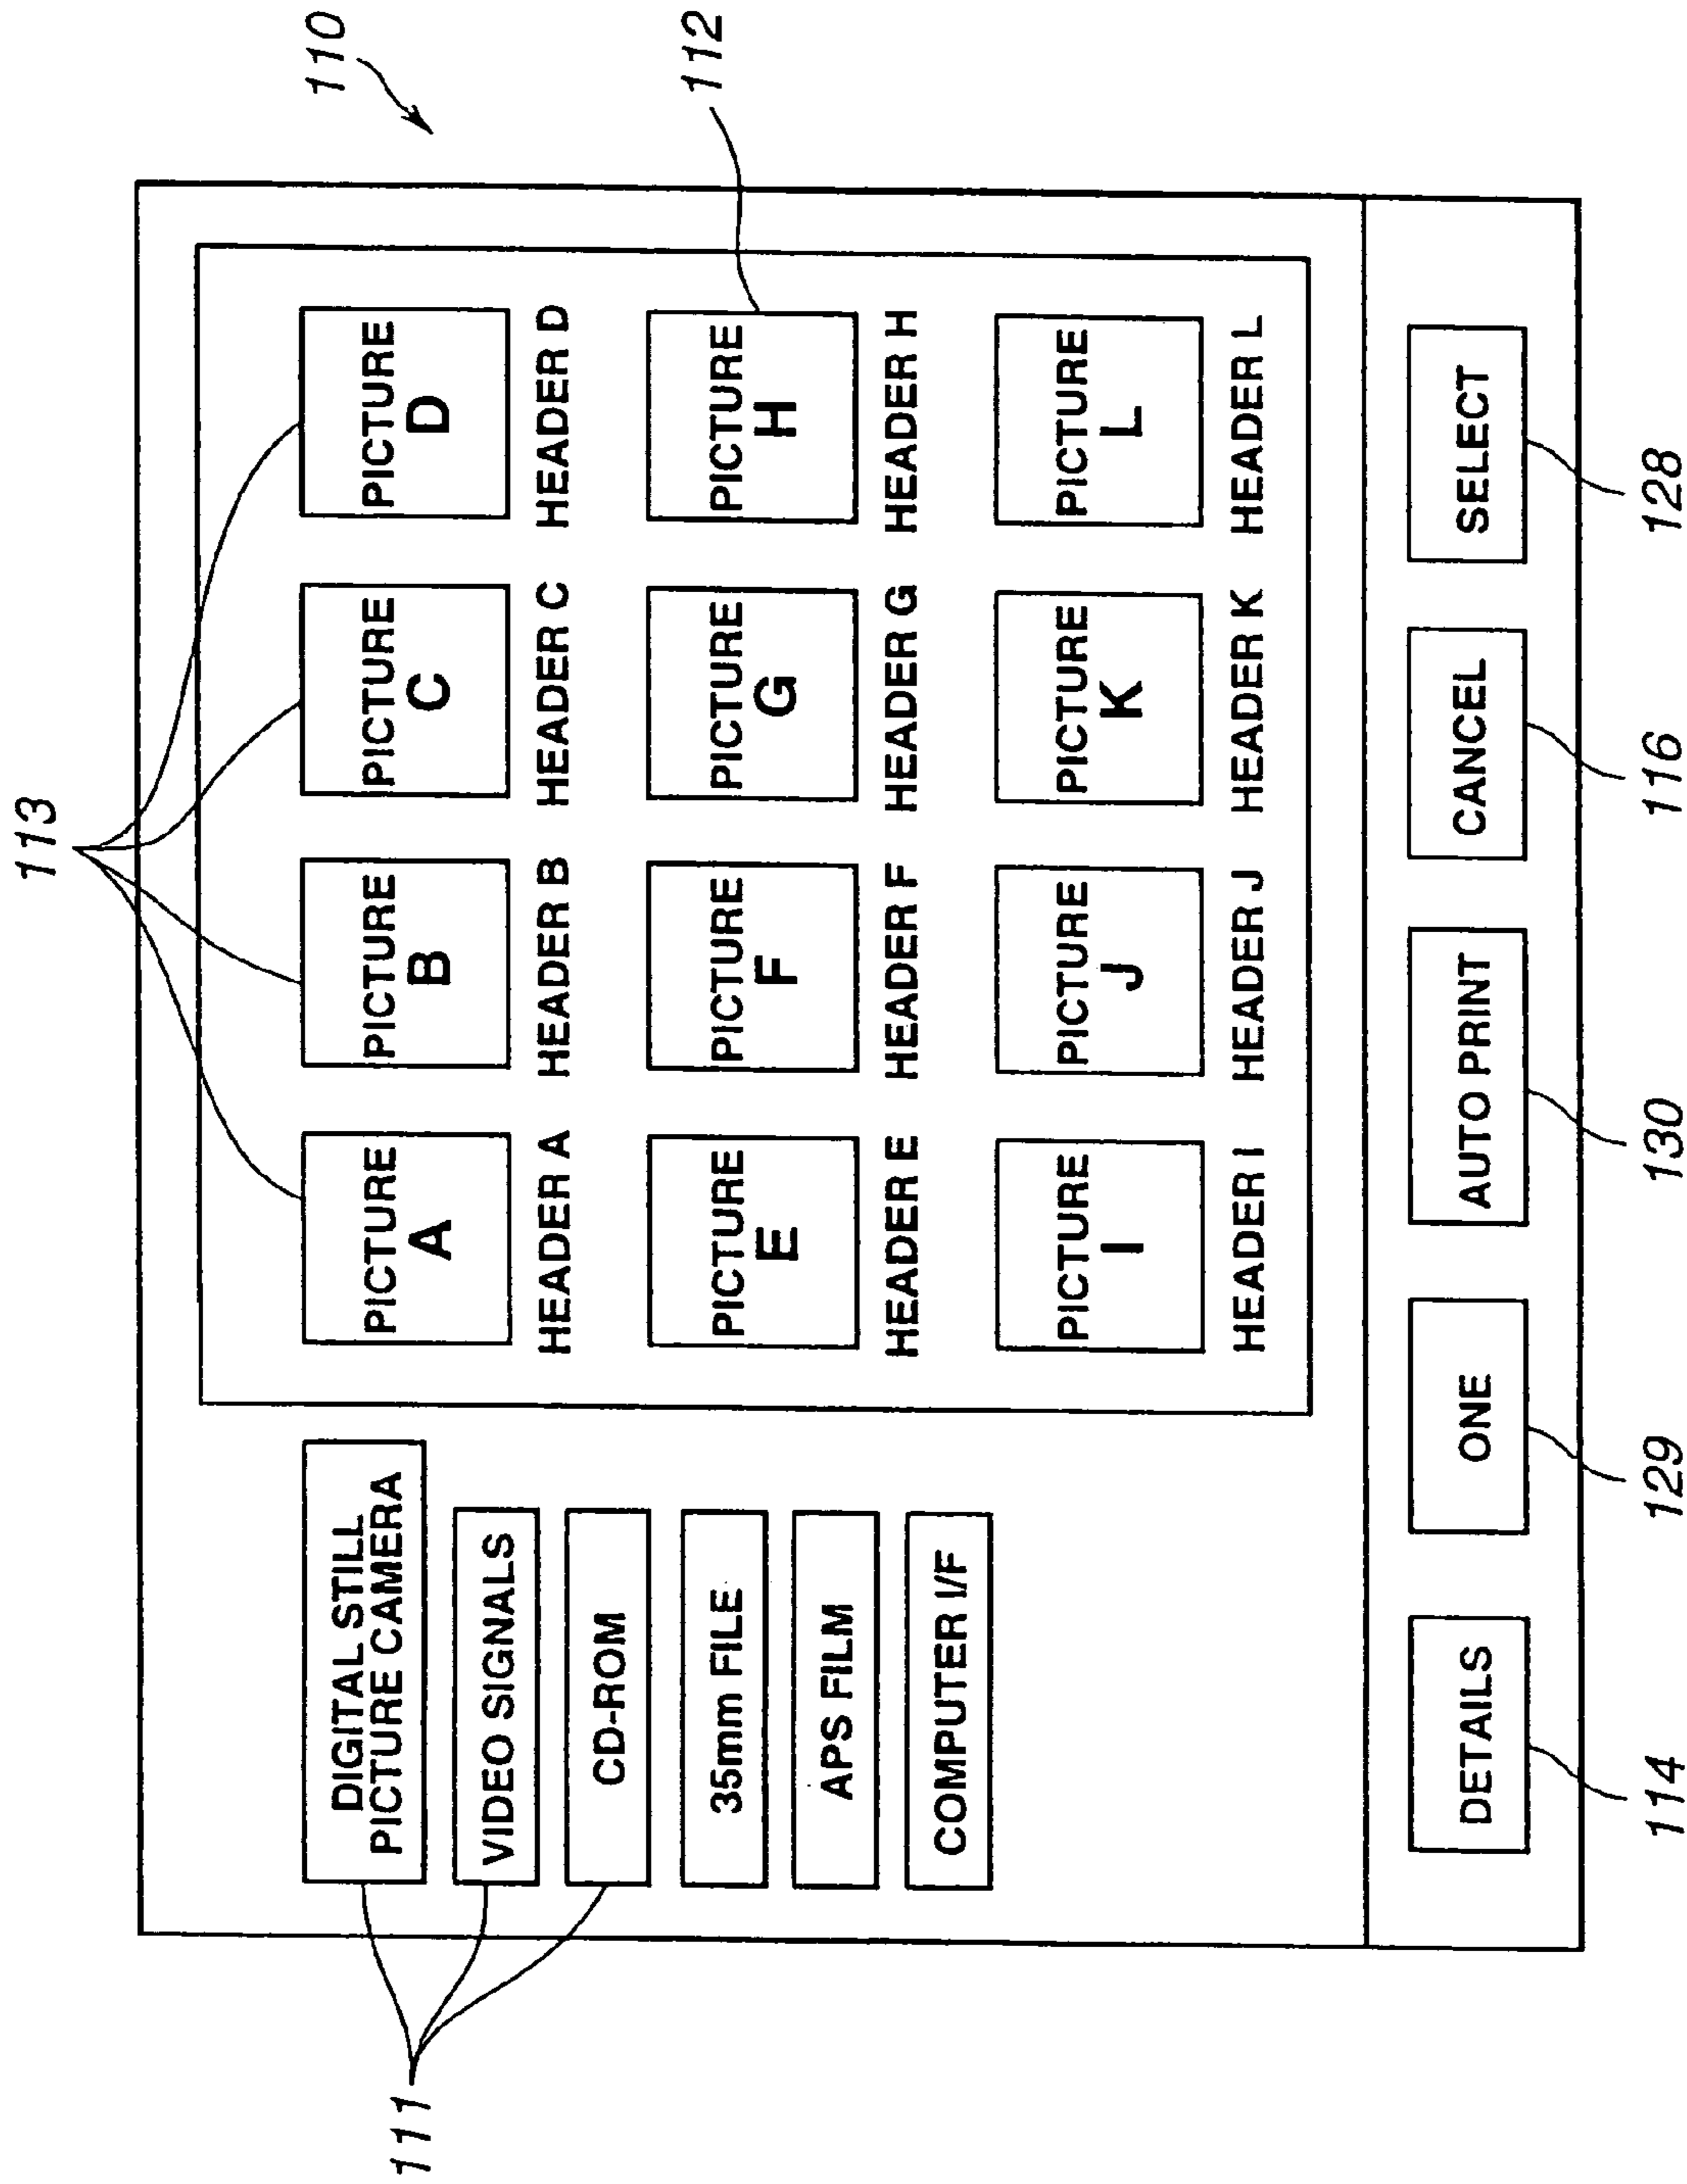 113
110
112
111
DIGITAL STILL
PICTURE CAMERA
VIDEO SIGNALS
CD-ROM
35mm FILE
APS FILM
COMPUTER I/F
PICTURE
A
PICTURE
B
PICTURE
C
PICTURE
D
HEADER A
HEADER B
HEADER C
HEADER D
PICTURE
E
PICTURE
F
PICTURE
G
PICTURE
H
HEADER E
HEADER F
HEADER G
HEADER H
PICTURE
I
PICTURE
J
PICTURE
K
PICTURE
L
HEADER I
HEADER J
HEADER K
HEADER L
DETAILS
ONE
AUTO PRINT
CANCEL
SELECT
114
129
130
116
128